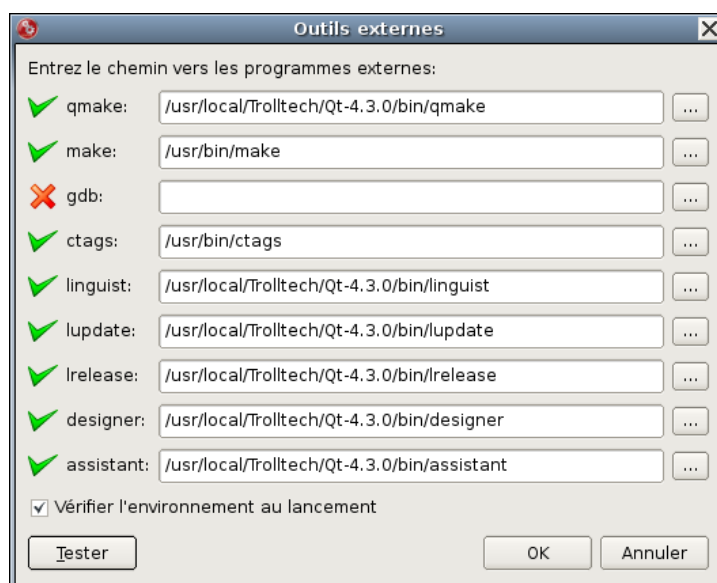 Outils externes
Entrez le chemin vers les programmes externes:
qmake: /usr/local/Trolltech/Qt-4.3.0/bin/qmake ...
make: /usr/bin/make ...
gdb: ...
ctags: /usr/bin/ctags ...
linguist: /usr/local/Trolltech/Qt-4.3.0/bin/linguist ...
lupdate: /usr/local/Trolltech/Qt-4.3.0/bin/lupdate ...
lrelease: /usr/local/Trolltech/Qt-4.3.0/bin/lrelease ...
designer: /usr/local/Trolltech/Qt-4.3.0/bin/designer ...
assistant: /usr/local/Trolltech/Qt-4.3.0/bin/assistant ...
Vérifier l'environnement au lancement
Tester OK Annuler